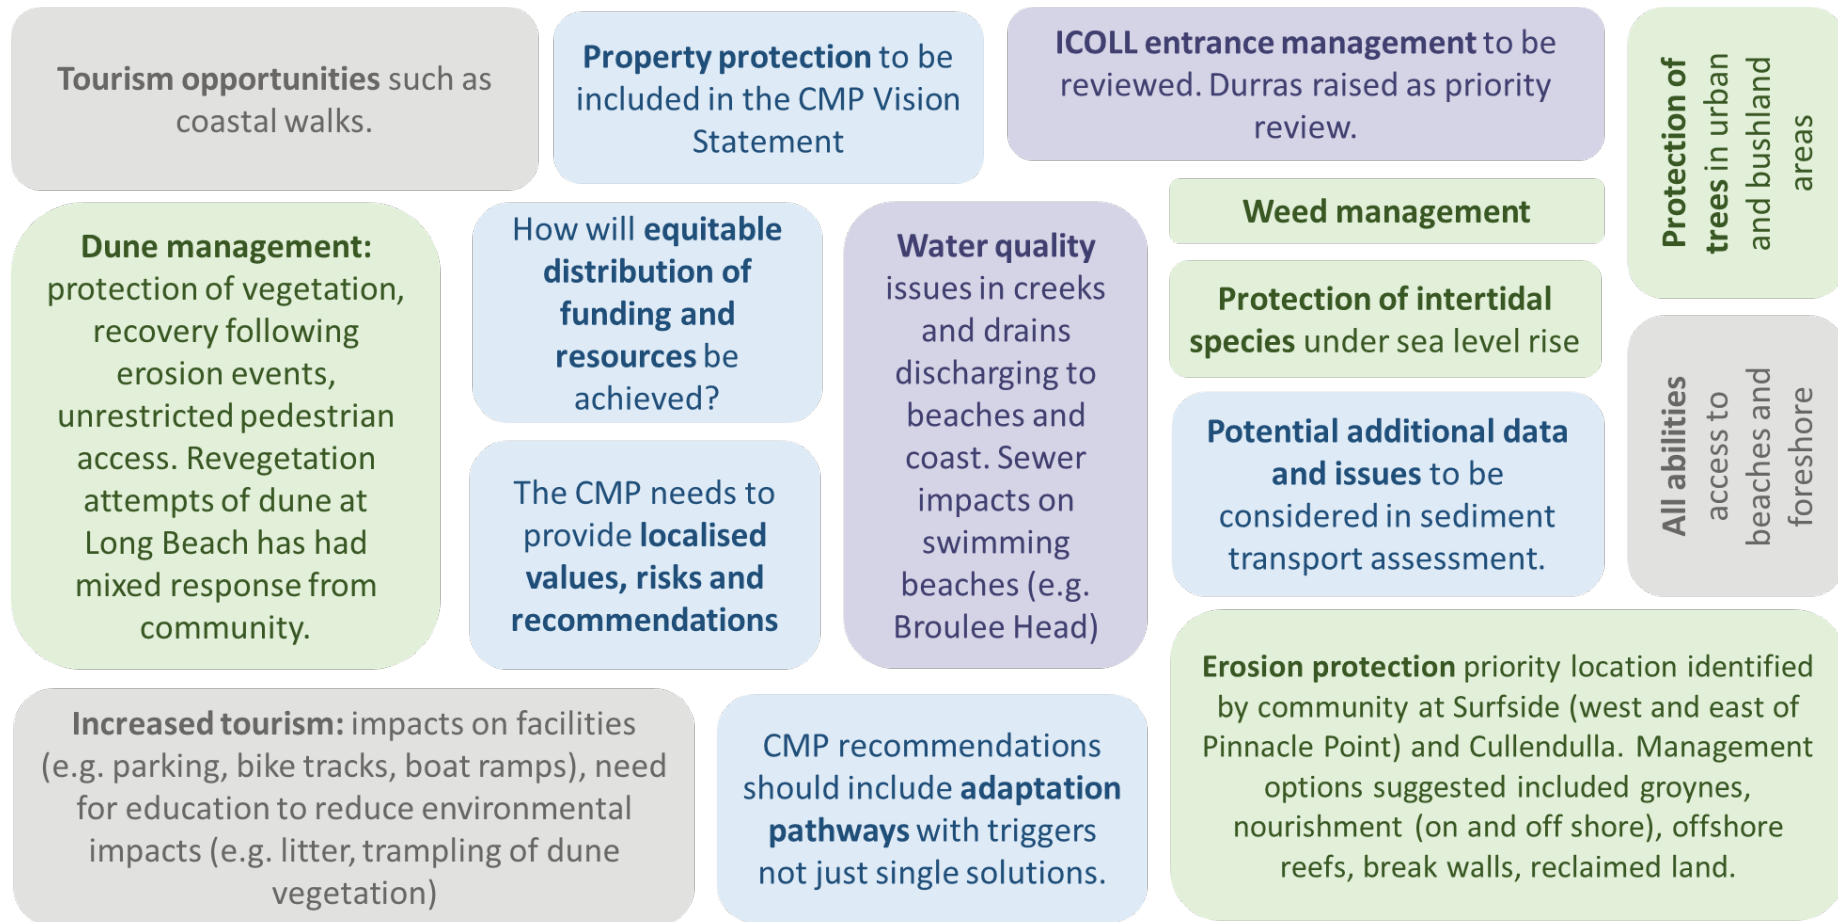 Tourism opportunities such as
coastal walks.
Property protection to be
included in the CMP Vision
Statement
ICOLL entrance management to be
reviewed. Durras raised as priority
review.
Protection of
trees in urban
and bushland
areas
Dune management:
protection of vegetation,
recovery following
erosion events,
unrestricted pedestrian
access. Revegetation
attempts of dune at
Long Beach has had
mixed response from
community.
How will equitable
distribution of
funding and
resources be
achieved?
Water quality
issues in creeks
and drains
discharging to
beaches and
coast. Sewer
impacts on
swimming
beaches (e.g.
Broulee Head)
Weed management
Protection of intertidal
species under sea level rise
All abilities
access to
beaches and
foreshore
The CMP needs to
provide localised
values, risks and
recommendations
Potential additional data
and issues to be
considered in sediment
transport assessment.
Increased tourism: impacts on facilities
(e.g. parking, bike tracks, boat ramps), need
for education to reduce environmental
impacts (e.g. litter, trampling of dune
vegetation)
CMP recommendations
should include adaptation
pathways with triggers
not just single solutions.
Erosion protection priority location identified
by community at Surfside (west and east of
Pinnacle Point) and Cullendulla. Management
options suggested included groynes,
nourishment (on and off shore), offshore
reefs, break walls, reclaimed land.